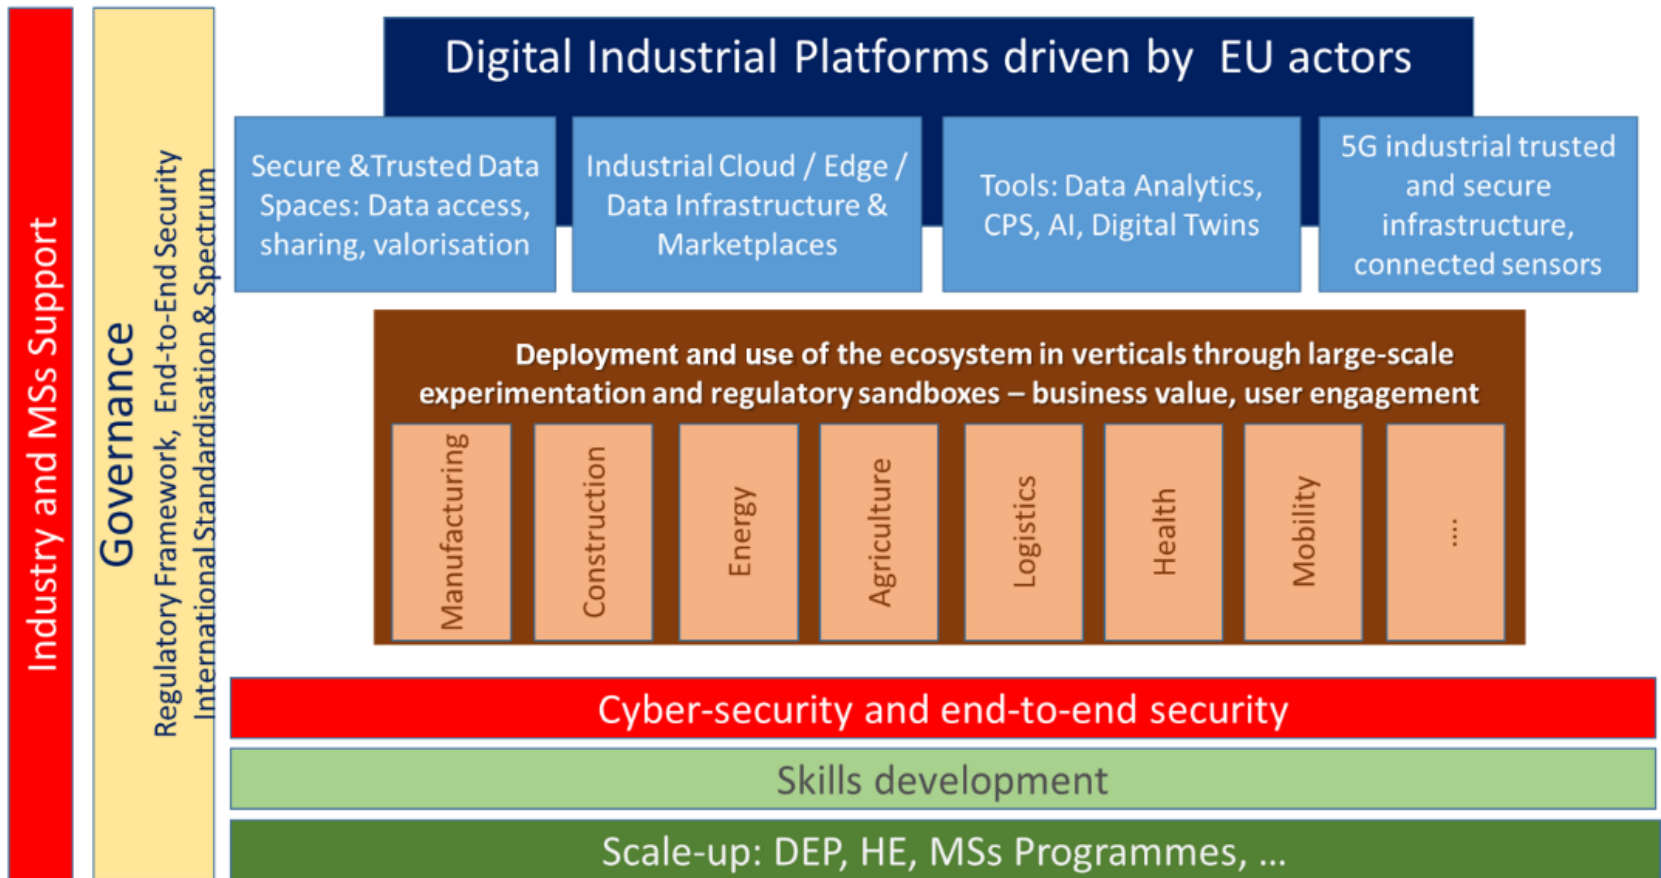 Industry and MSs Support
Governance
Regulatory Framework, End-to-End Security
International Standardisation & Spectrum
Digital Industrial Platforms driven by EU actors
Secure &Trusted Data
Spaces: Data access,
sharing, valorisation
Industrial Cloud / Edge /
Data Infrastructure &
Marketplaces
Tools: Data Analytics,
CPS, AI, Digital Twins
5G industrial trusted
and secure
infrastructure,
connected sensors
Deployment and use of the ecosystem in verticals through large-scale
experimentation and regulatory sandboxes – business value, user engagement
Manufacturing
Construction
Energy
Agriculture
Logistics
Health
Mobility
....
Cyber-security and end-to-end security
Skills development
Scale-up: DEP, HE, MSs Programmes, ...